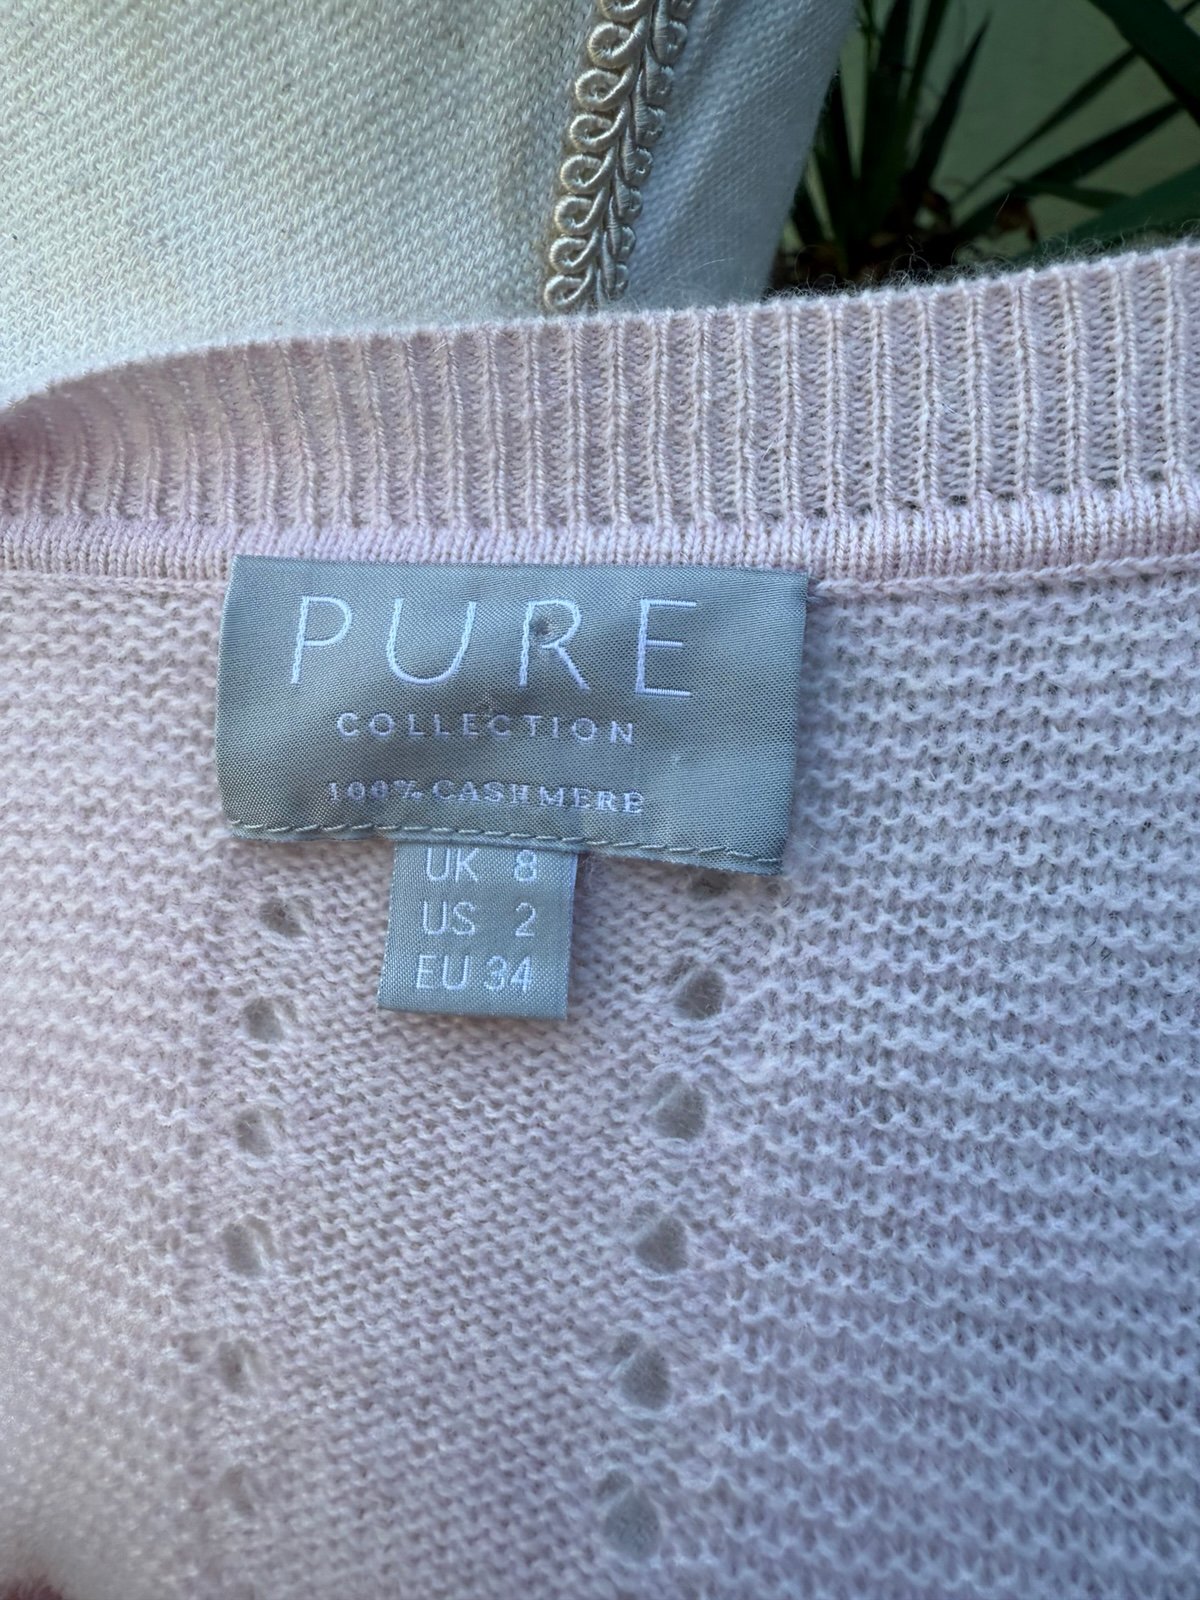 PURE
COLLECTION
100% CASHMERE
UK 8
US 2
EU 34